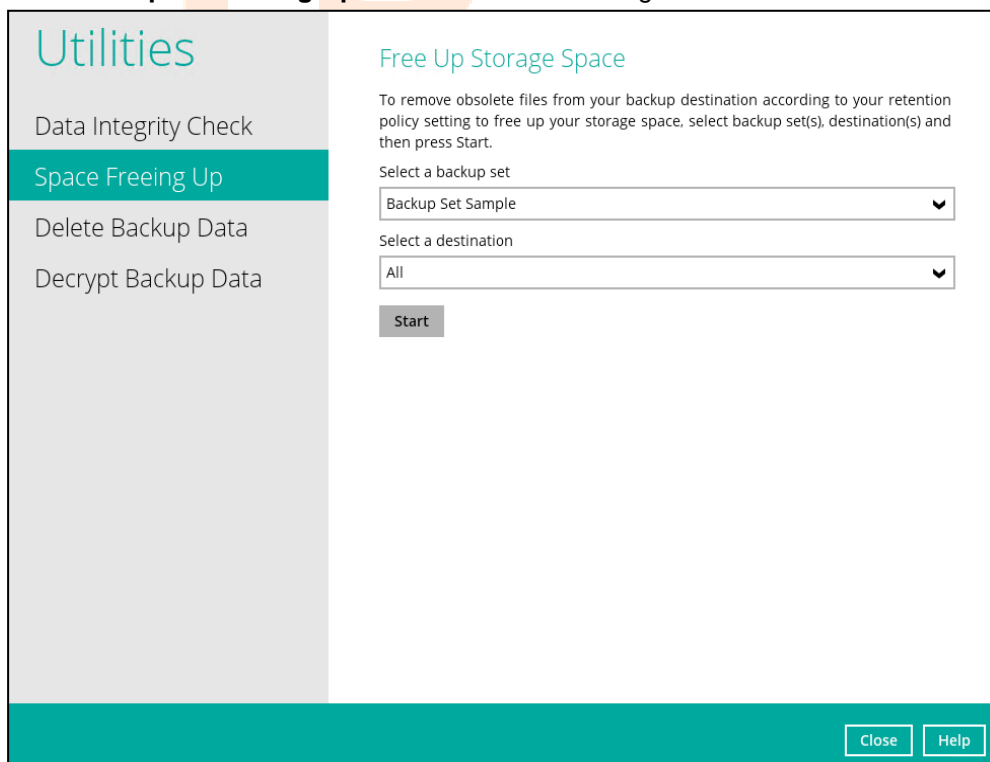 Utilities
Data Integrity Check
Space Freeing Up
Delete Backup Data
Decrypt Backup Data
Free Up Storage Space
To remove obsolete files from your backup destination according to your retention
policy setting to free up your storage space, select backup set(s), destination(s) and
then press Start.
Select a backup set
Backup Set Sample
Select a destination
All
Start
Close
Help